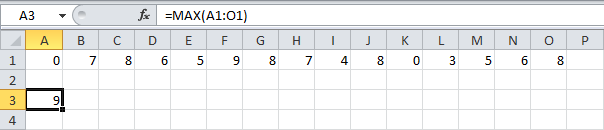 A3 fx =MAX(A1:O1)
A B C D E F G H I J K L M N O P
1 0 7 8 6 5 9 8 7 4 8 0 3 5 6 8
2
3 9
4